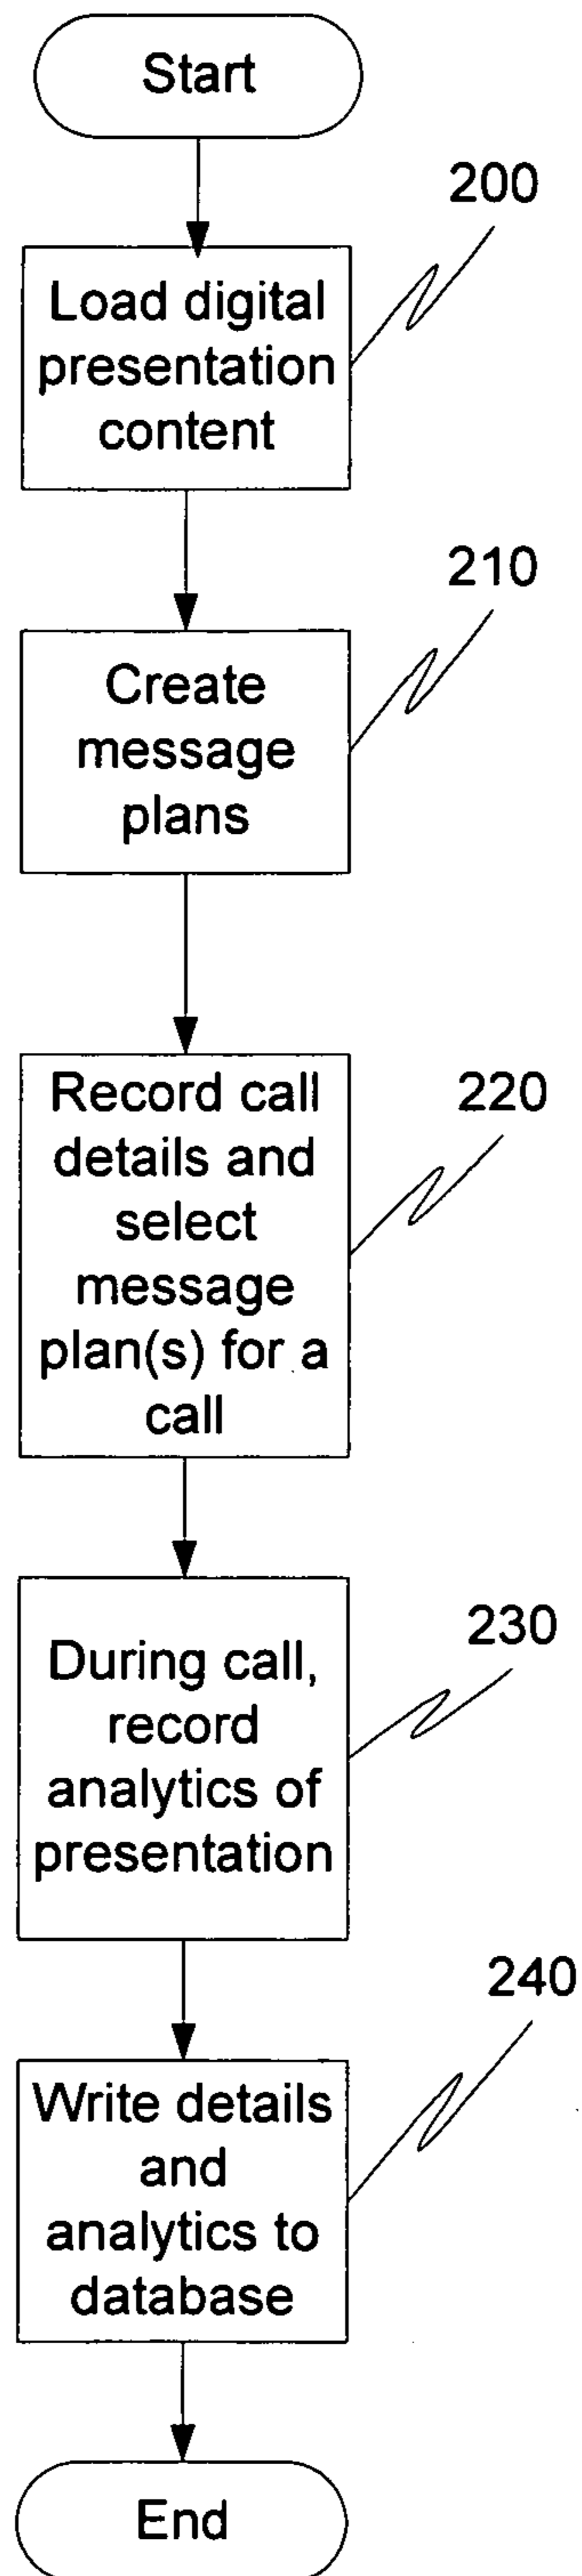 Start
200
Load digital
presentation
content
210
Create
message
plans
220
Record call
details and
select
message
plan(s) for a
call
230
During call,
record
analytics of
presentation
240
Write details
and
analytics to
database
End